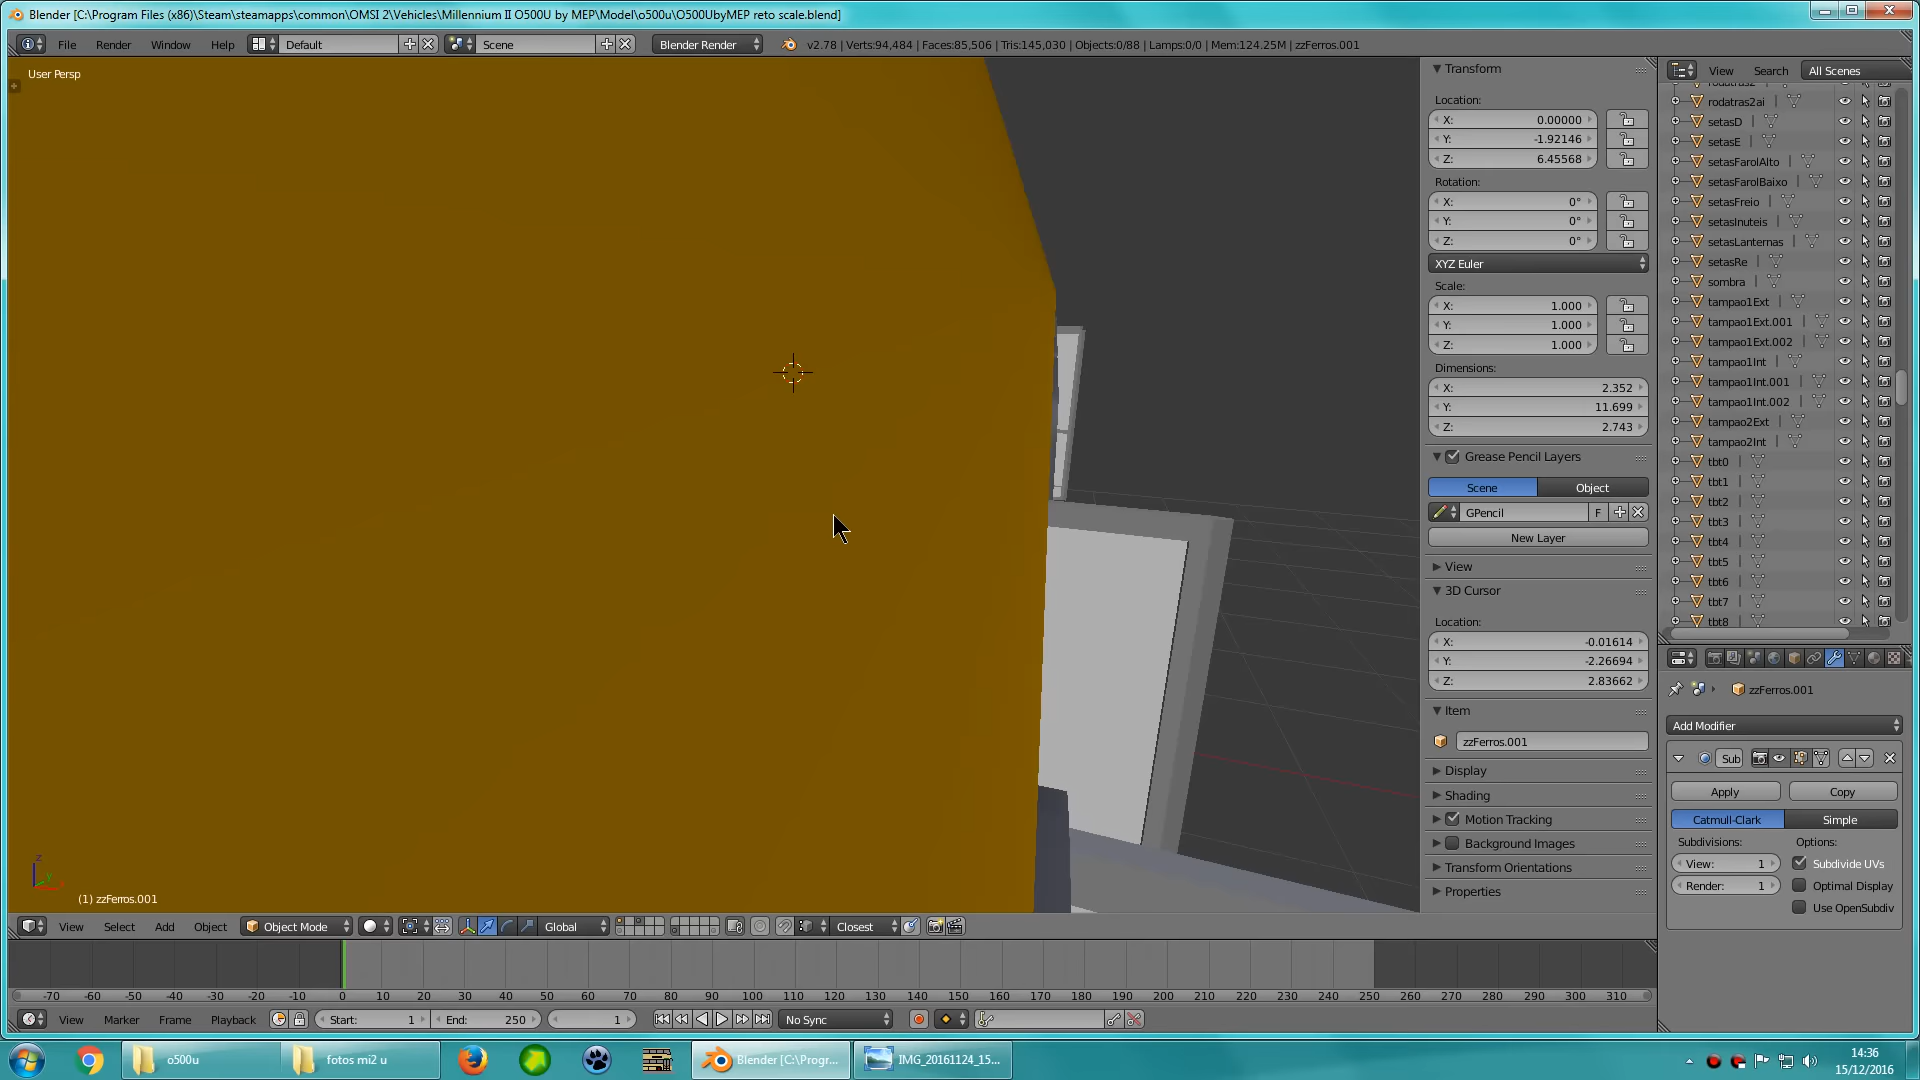 Blender [C:\Program Files (x86)\Steam\steamapps\common\OMSI 2\Vehicles\Millennium II O500U by MEP\Model\o500u\O500UbyMEP reto scale.blend]
File Render Window Help Default Scene Blender Render v2.78 | Verts:94,484 | Faces:85,506 | Tris:145,030 | Objects:0/88 | Lamps:0/0 | Mem:124.25M | zzFerros.001
User Persp
(1) zzFerros.001
Transform
Location:
X: 0.00000
Y: -1.92146
Z: 6.45568
Rotation:
X: 0°
Y: 0°
Z: 0°
XYZ Euler
Scale:
X: 1.000
Y: 1.000
Z: 1.000
Dimensions:
X: 2.352
Y: 11.699
Z: 2.743
Grease Pencil Layers
Scene Object
GPencil F
New Layer
View
3D Cursor
Location:
X: -0.01614
Y: -2.26694
Z: 2.83662
Item
zzFerros.001
Display
Shading
Motion Tracking
Background Images
Transform Orientations
Properties
View Search All Scenes
rodatras2ai
setasD
setasE
setasFarolAlto
setasFarolBaixo
setasFreio
setasInuteis
setasLanternas
setasRe
sombra
tampao1Ext
tampao1Ext.001
tampao1Ext.002
tampao1Int
tampao1Int.001
tampao1Int.002
tampao2Ext
tampao2Int
tbt0
tbt1
tbt2
tbt3
tbt4
tbt5
tbt6
tbt7
tbt8
zzFerros.001
Add Modifier
Sub
Apply Copy
Catmull-Clark Simple
Subdivisions: Options:
View: 1 Subdivide UVs
Render: 1 Optimal Display
Use OpenSubdiv
View Select Add Object Object Mode Global Closest
-70 -60 -50 -40 -30 -20 -10 0 10 20 30 40 50 60 70 80 90 100 110 120 130 140 150 160 170 180 190 200 210 220 230 240 250 260 270 280 290 300 310
View Marker Frame Playback Start: 1 End: 250 1 No Sync
o500u fotos mi2 u Blender [C:\Progr... IMG_20161124_15...
14:36
15/12/2016